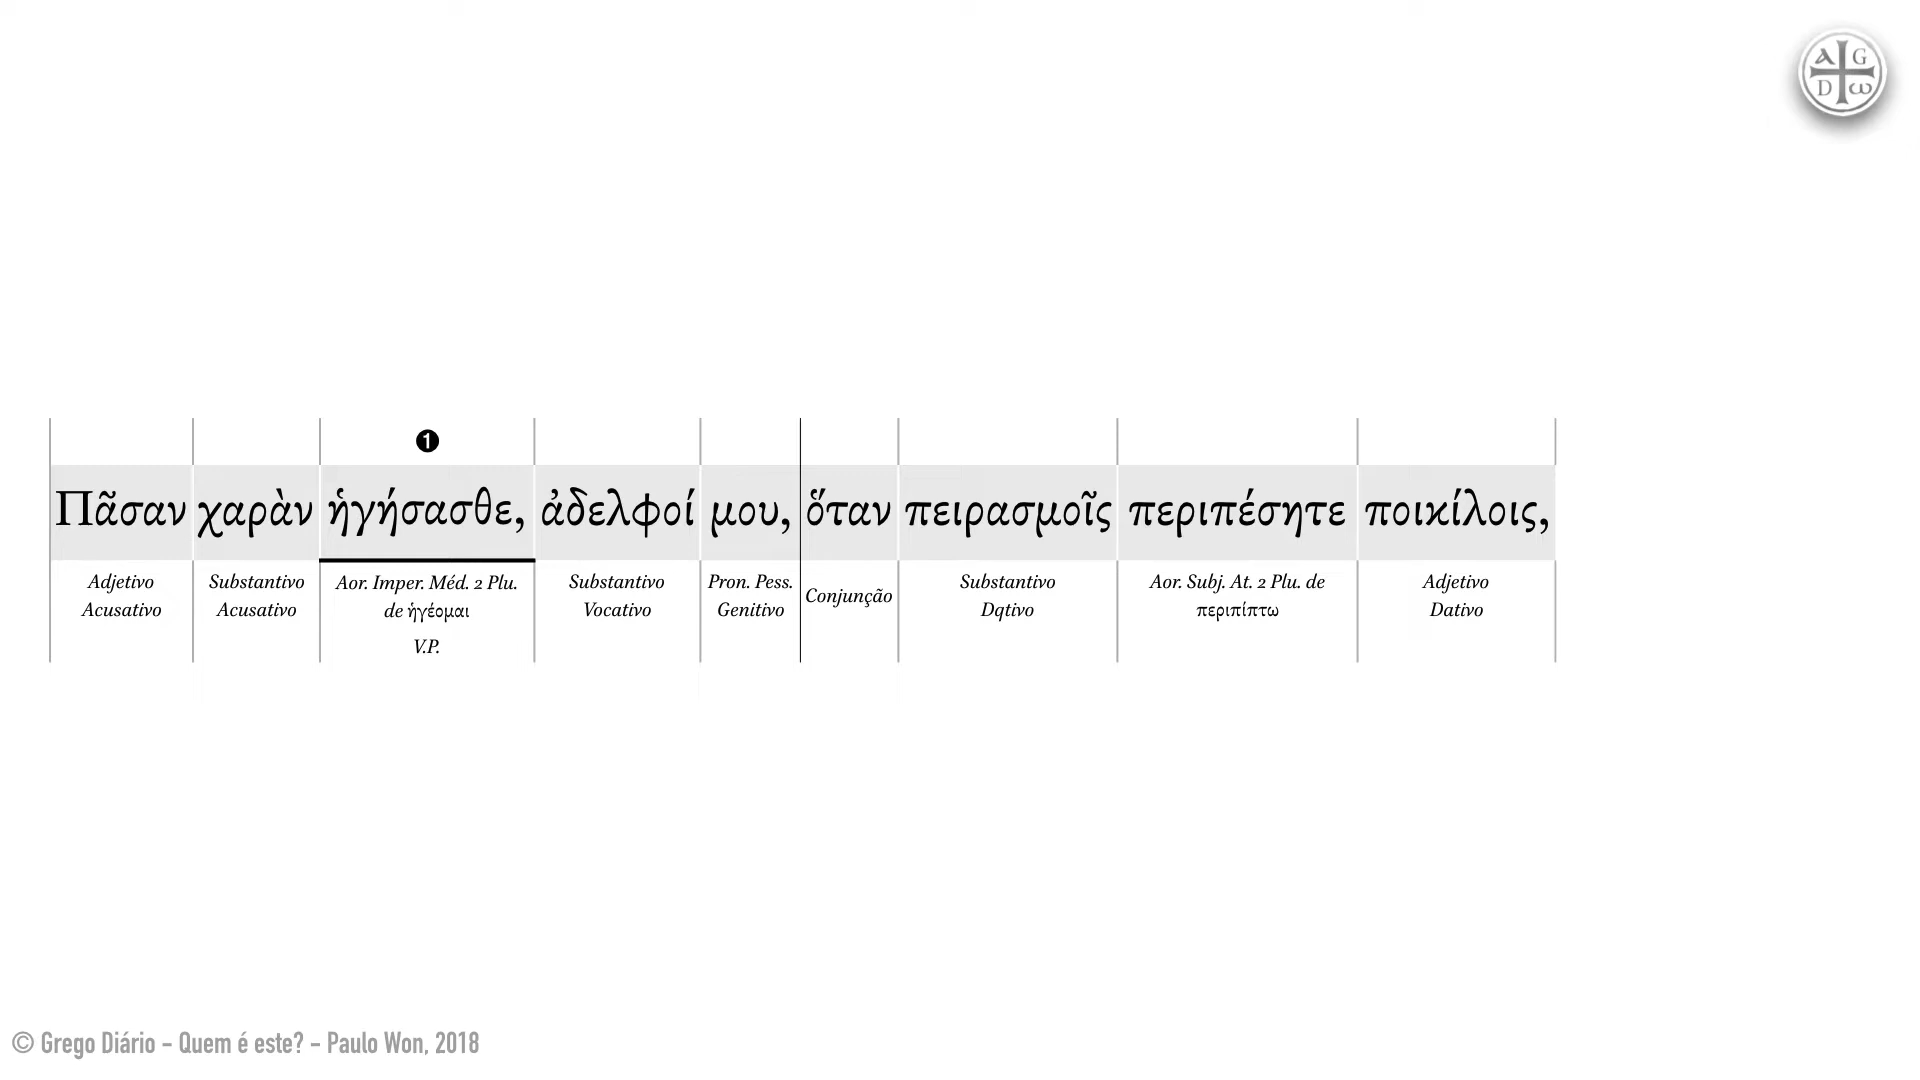 A G
D ω
❶
Πᾶσαν χαρὰν ἡγήσασθε, ἀδελφοί μου, ὅταν πειρασμοῖς περιπέσητε ποικίλοις,
Adjetivo Substantivo Aor. Imper. Méd. 2 Plu. Substantivo Pron. Pess. Conjunção Substantivo Aor. Subj. At. 2 Plu. de Adjetivo
Acusativo Acusativo de ἡγέομαι Vocativo Genitivo Dqtivo περιπίπτω Dativo
V.P.
© Grego Diário - Quem é este? - Paulo Won, 2018